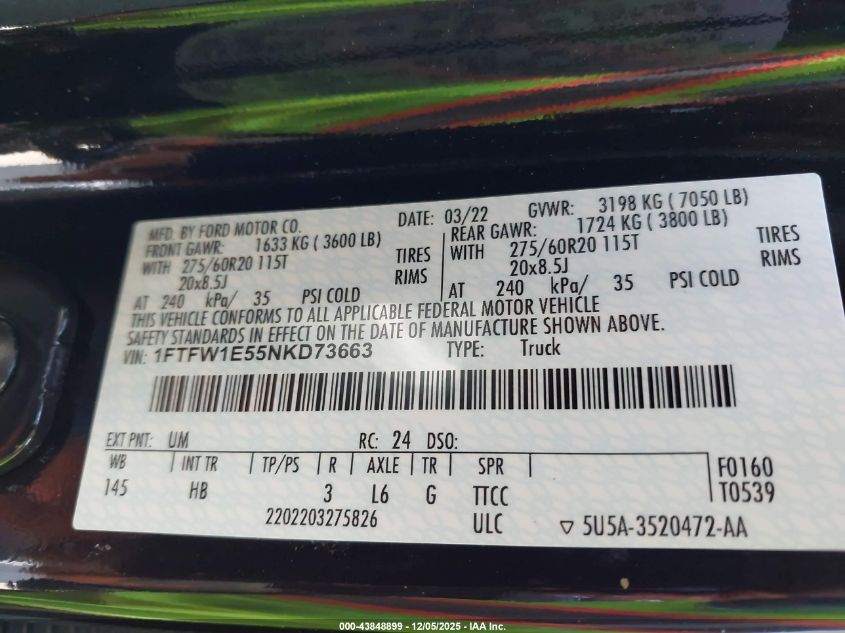 MFD. BY FORD MOTOR CO. DATE: 03/22 GVWR: 3198 KG ( 7050 LB)
FRONT GAWR: 1633 KG ( 3600 LB) REAR GAWR: 1724 KG ( 3800 LB)
WITH 275/60R20 115T TIRES WITH 275/60R20 115T TIRES
20x8.5J RIMS 20x8.5J RIMS
AT 240 kPa/ 35 PSI COLD AT 240 kPa/ 35 PSI COLD
THIS VEHICLE CONFORMS TO ALL APPLICABLE FEDERAL MOTOR VEHICLE
SAFETY STANDARDS IN EFFECT ON THE DATE OF MANUFACTURE SHOWN ABOVE.
VIN: 1FTFW1E55NKD73663 TYPE: Truck
EXT PNT: UM RC: 24 DSO:
WB INT TR TP/PS R AXLE TR SPR F0160
145 HB 3 L6 G TTCC T0539
2202203275826 ULC ▽ 5U5A-3520472-AA
000-43848899 - 12/05/2025 - IAA Inc.